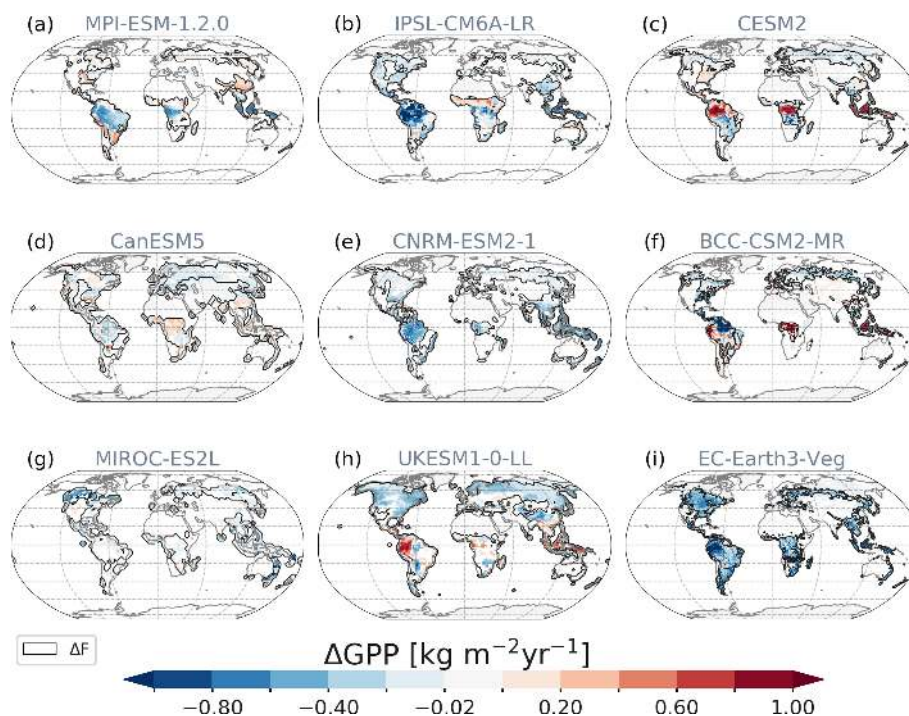 (a) MPI-ESM-1.2.0
(b) IPSL-CM6A-LR
(c) CESM2
(d) CanESM5
(e) CNRM-ESM2-1
(f) BCC-CSM2-MR
(g) MIROC-ES2L
(h) UKESM1-0-LL
(i) EC-Earth3-Veg
ΔF
ΔGPP [kg m⁻²yr⁻¹]
−0.80 −0.40 −0.02 0.20 0.60 1.00